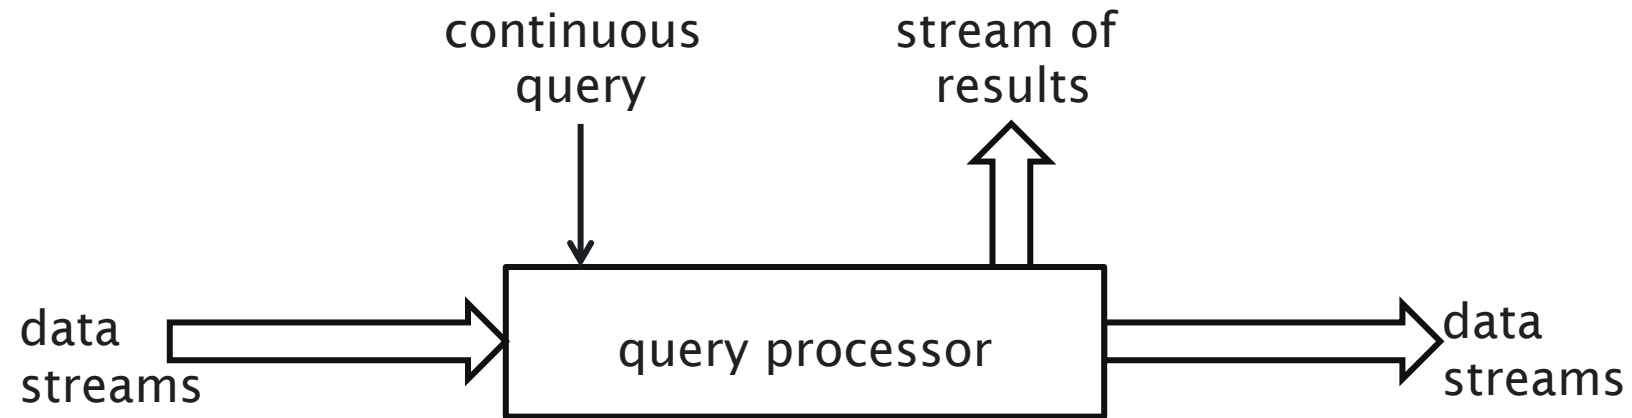 continuous
query
stream of
results
data
streams
query processor
data
streams